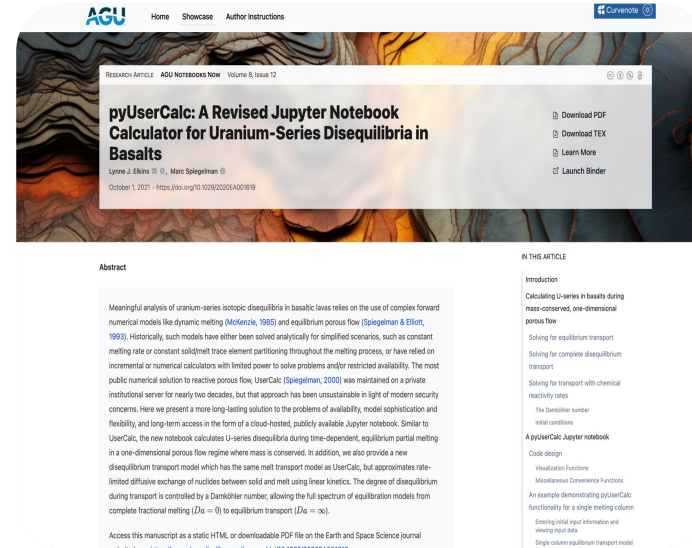 AGU
Home Showcase Author Instructions
Curvenote
RESEARCH ARTICLE AGU NOTEBOOKS NOW Volume 8, Issue 12
pyUserCalc: A Revised Jupyter Notebook
Calculator for Uranium-Series Disequilibria in
Basalts
Lynne J. Elkins, Marc Spiegelman
October 1, 2021 - https://doi.org/10.1029/2020EA001619
Download PDF
Download TEX
Learn More
Launch Binder
Abstract
Meaningful analysis of uranium-series isotopic disequilibria in basaltic lavas relies on the use of complex forward
numerical models like dynamic melting (McKenzie, 1985) and equilibrium porous flow (Spiegelman & Elliott,
1993). Historically, such models have either been solved analytically for simplified scenarios, such as constant
melting rate or constant solid/melt trace element partitioning throughout the melting process, or have relied on
incremental or numerical calculators with limited power to solve problems and/or restricted availability. The most
public numerical solution to reactive porous flow, UserCalc (Spiegelman, 2000) was maintained on a private
institutional server for nearly two decades, but that approach has been unsustainable in light of modern security
concerns. Here we present a more long-lasting solution to the problems of availability, model sophistication and
flexibility, and long-term access in the form of a cloud-hosted, publicly available Jupyter notebook. Similar to
UserCalc, the new notebook calculates U-series disequilibria during time-dependent, equilibrium partial melting
in a one-dimensional porous flow regime where mass is conserved. In addition, we also provide a new
disequilibrium transport model which has the same melt transport model as UserCalc, but approximates rate-
limited diffusive exchange of nuclides between solid and melt using linear kinetics. The degree of disequilibrium
during transport is controlled by a Damköhler number, allowing the full spectrum of equilibration models from
complete fractional melting (Da = 0) to equilibrium transport (Da = ∞).
Access this manuscript as a static HTML or downloadable PDF file on the Earth and Space Science journal
IN THIS ARTICLE
Introduction
Calculating U-series in basalts during
mass-conserved, one-dimensional
porous flow
Solving for equilibrium transport
Solving for complete disequilibrium
transport
Solving for transport with chemical
reactivity rates
The Damköhler number
Initial conditions
A pyUserCalc Jupyter notebook
Code design
Visualization Functions
Miscellaneous Convenience Functions
An example demonstrating pyUserCalc
functionality for a single melting column
Entering initial input information and
viewing input data
Single column equilibrium transport model